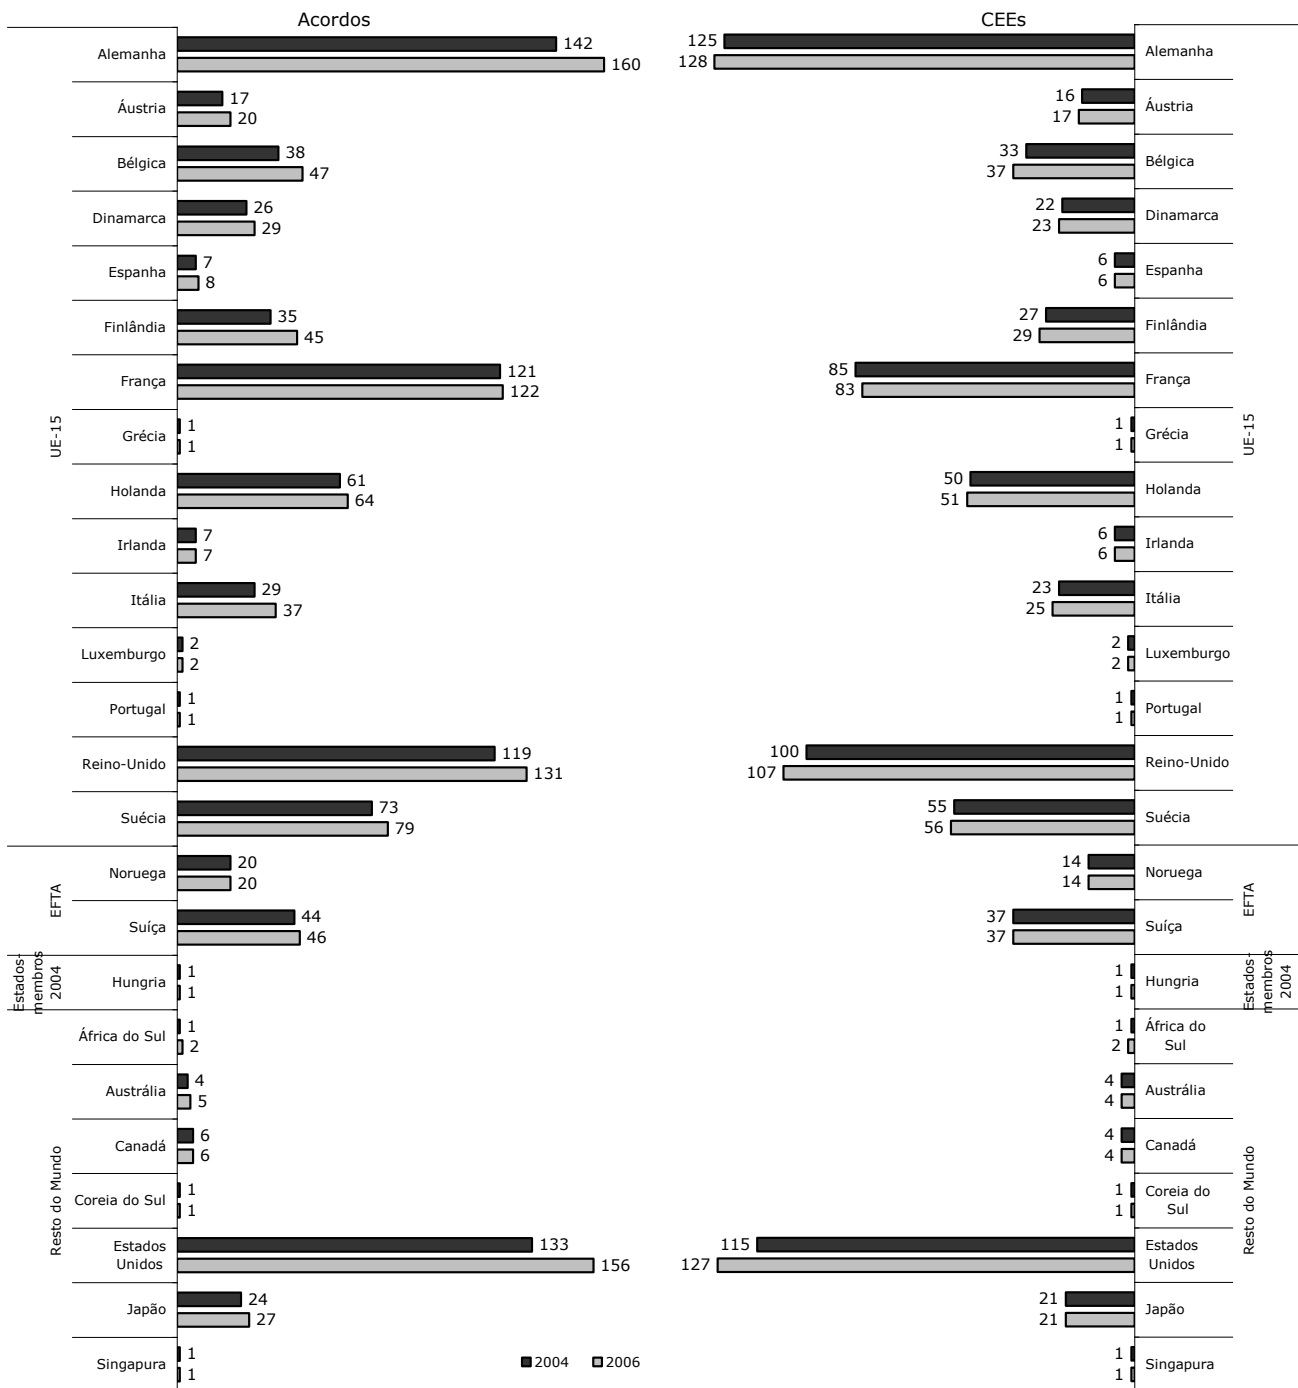 Acordos
CEEs
UE-15
Alemanha 142 160
Áustria 17 20
Bélgica 38 47
Dinamarca 26 29
Espanha 7 8
Finlândia 35 45
França 121 122
Grécia 1 1
Holanda 61 64
Irlanda 7 7
Itália 29 37
Luxemburgo 2 2
Portugal 1 1
Reino-Unido 119 131
Suécia 73 79
EFTA
Noruega 20 20
Suíça 44 46
Estados-
membros
2004
Hungria 1 1
Resto do Mundo
África do Sul 1 2
Austrália 4 5
Canadá 6 6
Coreia do Sul 1 1
Estados
Unidos
133 156
Japão 24 27
Singapura 1 1
2004 2006
125 128 Alemanha
16 17 Áustria
33 37 Bélgica
22 23 Dinamarca
6 6 Espanha
27 29 Finlândia
85 83 França
1 1 Grécia
50 51 Holanda
6 6 Irlanda
23 25 Itália
2 2 Luxemburgo
1 1 Portugal
100 107 Reino-Unido
55 56 Suécia
UE-15
14 14 Noruega
37 37 Suíça
EFTA
1 1 Hungria
Estados-
membros
2004
1 2 África do
Sul
4 4 Austrália
4 4 Canadá
1 1 Coreia do
Sul
115 127 Estados
Unidos
21 21 Japão
1 1 Singapura
Resto do Mundo